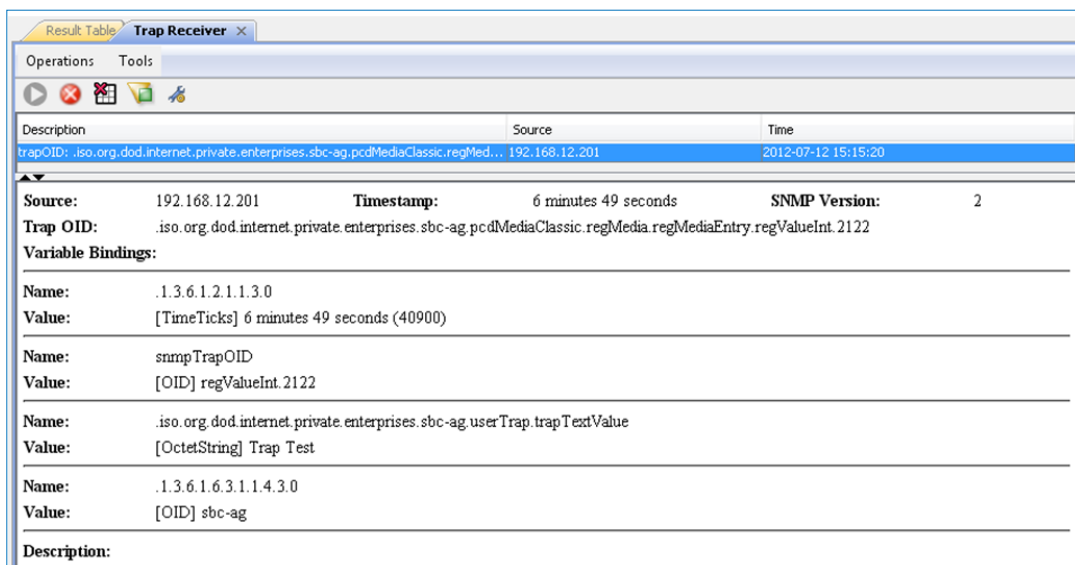 Result Table Trap Receiver
Operations Tools
Description Source Time
trapOID: .iso.org.dod.internet.private.enterprises.sbc-ag.pcdMediaClassic.regMed... 192.168.12.201 2012-07-12 15:15:20
Source: 192.168.12.201 Timestamp: 6 minutes 49 seconds SNMP Version: 2
Trap OID: .iso.org.dod.internet.private.enterprises.sbc-ag.pcdMediaClassic.regMedia.regMediaEntry.regValueInt.2122
Variable Bindings:
Name: .1.3.6.1.2.1.1.3.0
Value: [TimeTicks] 6 minutes 49 seconds (40900)
Name: snmpTrapOID
Value: [OID] regValueInt.2122
Name: .iso.org.dod.internet.private.enterprises.sbc-ag.userTrap.trapTextValue
Value: [OctetString] Trap Test
Name: .1.3.6.1.6.3.1.1.4.3.0
Value: [OID] sbc-ag
Description: